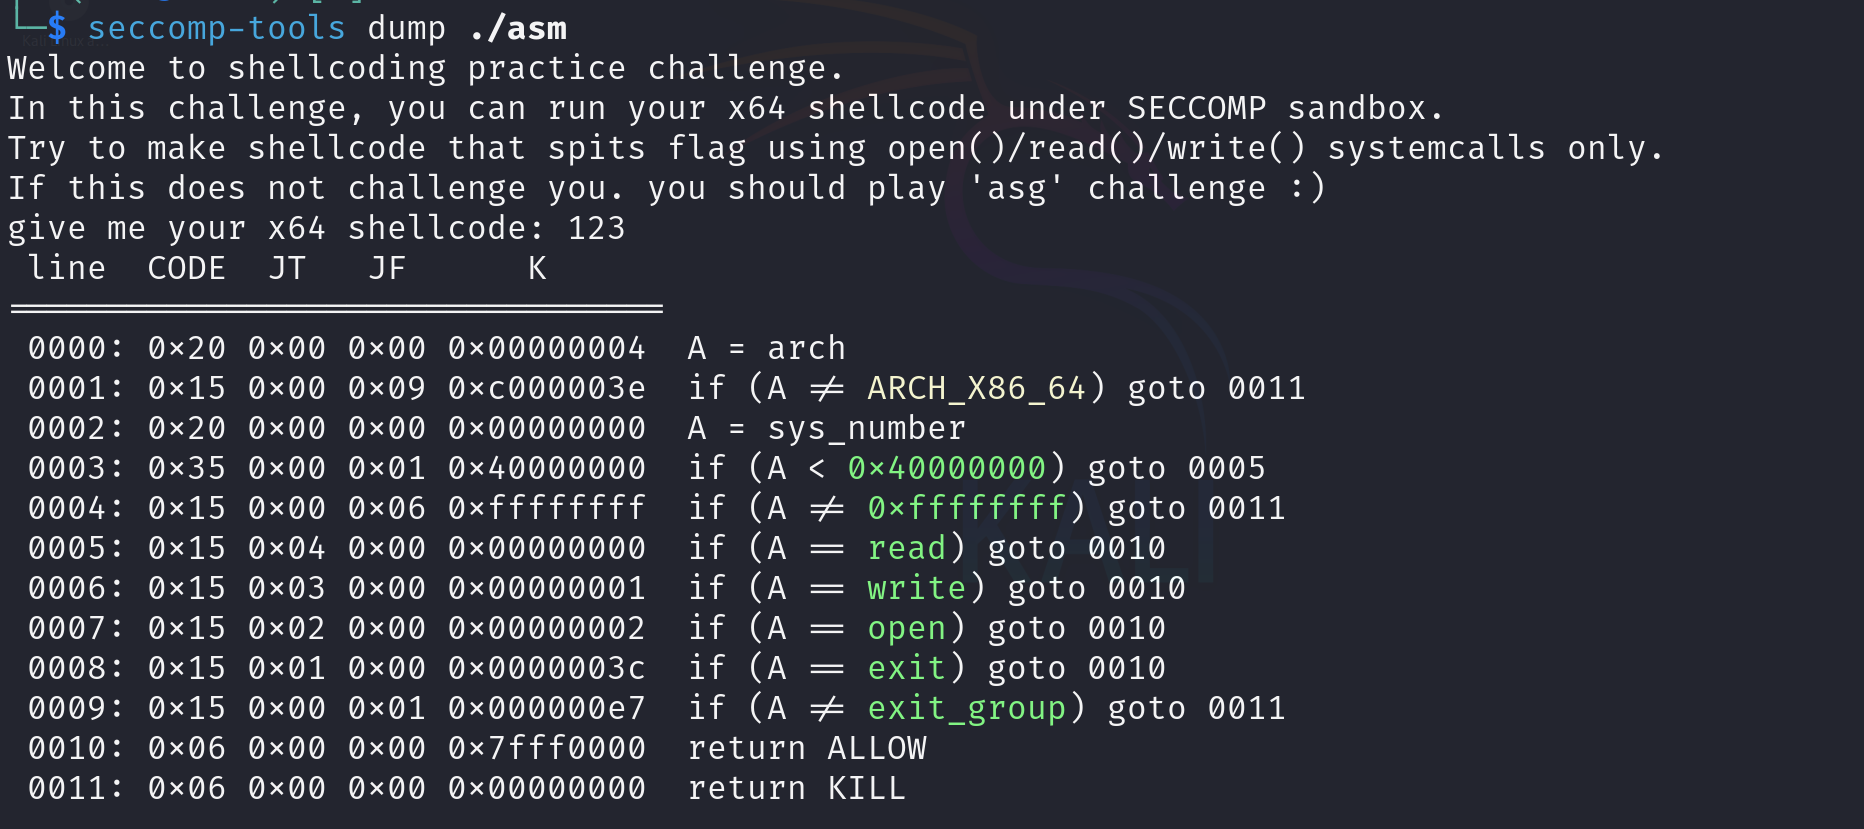 └─$ seccomp-tools dump ./asm
Welcome to shellcoding practice challenge.
In this challenge, you can run your x64 shellcode under SECCOMP sandbox.
Try to make shellcode that spits flag using open()/read()/write() systemcalls only.
If this does not challenge you. you should play 'asg' challenge :)
give me your x64 shellcode: 123
 line  CODE  JT   JF      K
=================================
 0000: 0x20 0x00 0x00 0x00000004  A = arch
 0001: 0x15 0x00 0x09 0xc000003e  if (A != ARCH_X86_64) goto 0011
 0002: 0x20 0x00 0x00 0x00000000  A = sys_number
 0003: 0x35 0x00 0x01 0x40000000  if (A < 0x40000000) goto 0005
 0004: 0x15 0x00 0x06 0xffffffff  if (A != 0xffffffff) goto 0011
 0005: 0x15 0x04 0x00 0x00000000  if (A == read) goto 0010
 0006: 0x15 0x03 0x00 0x00000001  if (A == write) goto 0010
 0007: 0x15 0x02 0x00 0x00000002  if (A == open) goto 0010
 0008: 0x15 0x01 0x00 0x0000003c  if (A == exit) goto 0010
 0009: 0x15 0x00 0x01 0x000000e7  if (A != exit_group) goto 0011
 0010: 0x06 0x00 0x00 0x7fff0000  return ALLOW
 0011: 0x06 0x00 0x00 0x00000000  return KILL
KALI